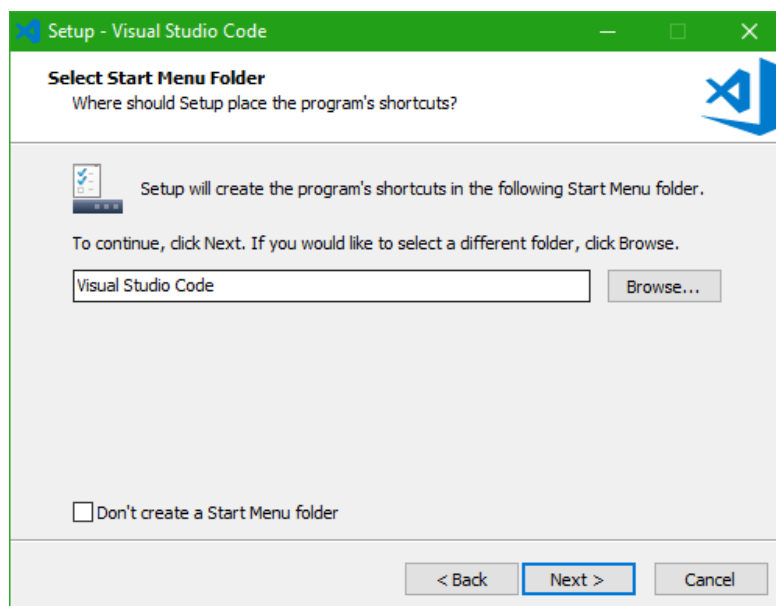 Setup - Visual Studio Code
Select Start Menu Folder
Where should Setup place the program's shortcuts?
Setup will create the program's shortcuts in the following Start Menu folder.
To continue, click Next. If you would like to select a different folder, click Browse.
Visual Studio Code
Browse...
Don't create a Start Menu folder
< Back
Next >
Cancel